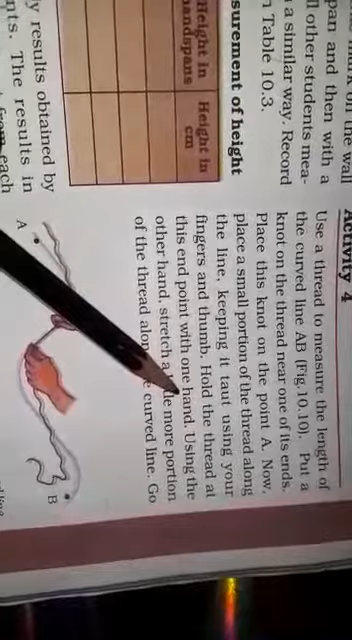 mark on the wall
pan and then with a
ll other students mea-
a similar way. Record
Table 10.3.
surement of height
Height in
handspans
Height in
cm
y results obtained by
nts. The results in
from each
Activity 4
Use a thread to measure the length of
the curved line AB (Fig. 10.10). Put a
knot on the thread near one of its ends.
Place this knot on the point A. Now,
place a small portion of the thread along
the line, keeping it taut using your
fingers and thumb. Hold the thread at
this end point with one hand. Using the
other hand, stretch a more portion
of the thread along curved line. Go
A
B